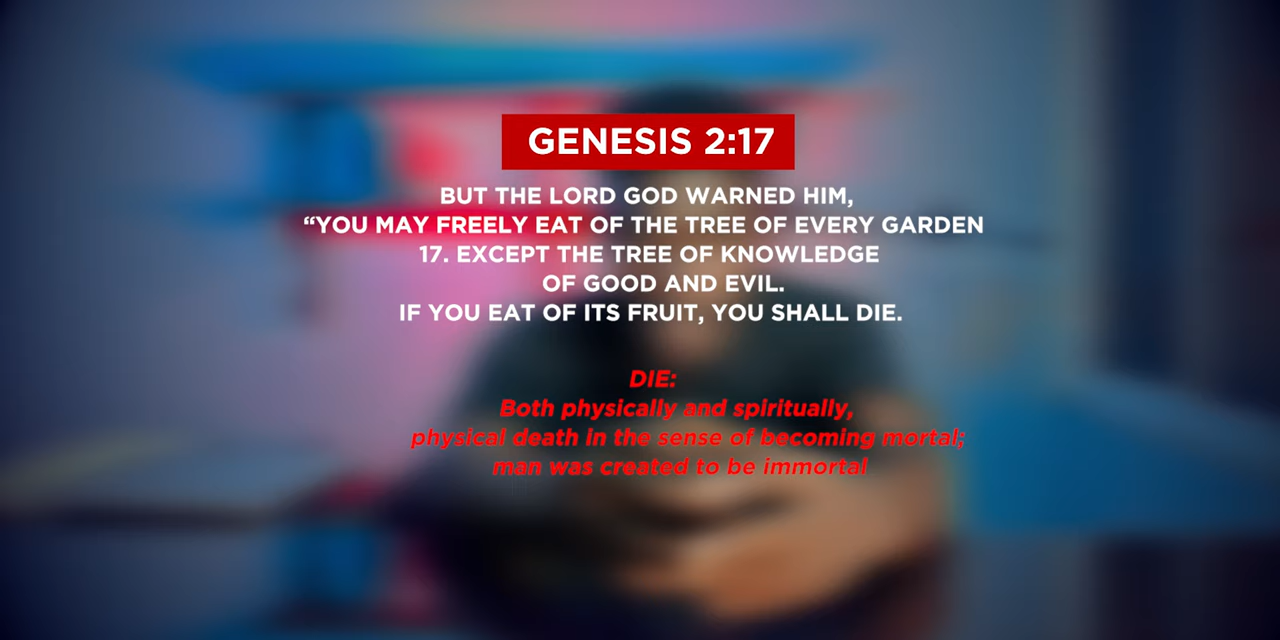 GENESIS 2:17
BUT THE LORD GOD WARNED HIM,
“YOU MAY FREELY EAT OF THE TREE OF EVERY GARDEN
17. EXCEPT THE TREE OF KNOWLEDGE
OF GOOD AND EVIL.
IF YOU EAT OF ITS FRUIT, YOU SHALL DIE.
DIE:
Both physically and spiritually,
physical death in the sense of becoming mortal;
man was created to be immortal